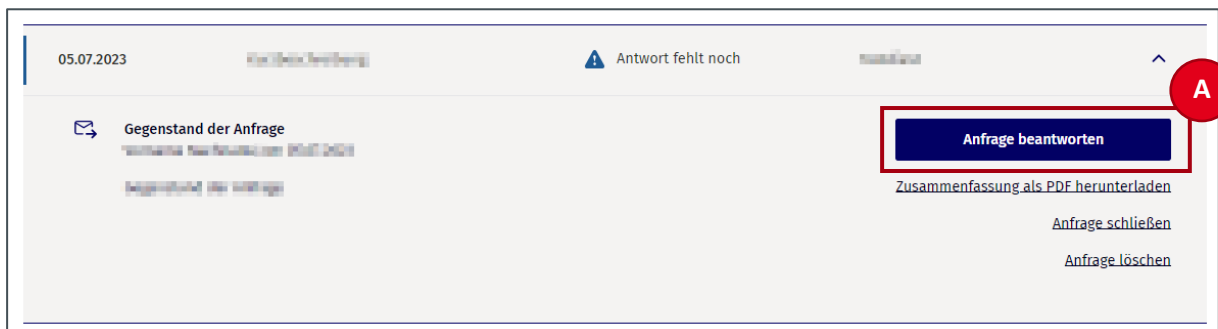 05.07.2023 Antwort fehlt noch
A
Gegenstand der Anfrage
Anfrage beantworten
Zusammenfassung als PDF herunterladen
Anfrage schließen
Anfrage löschen